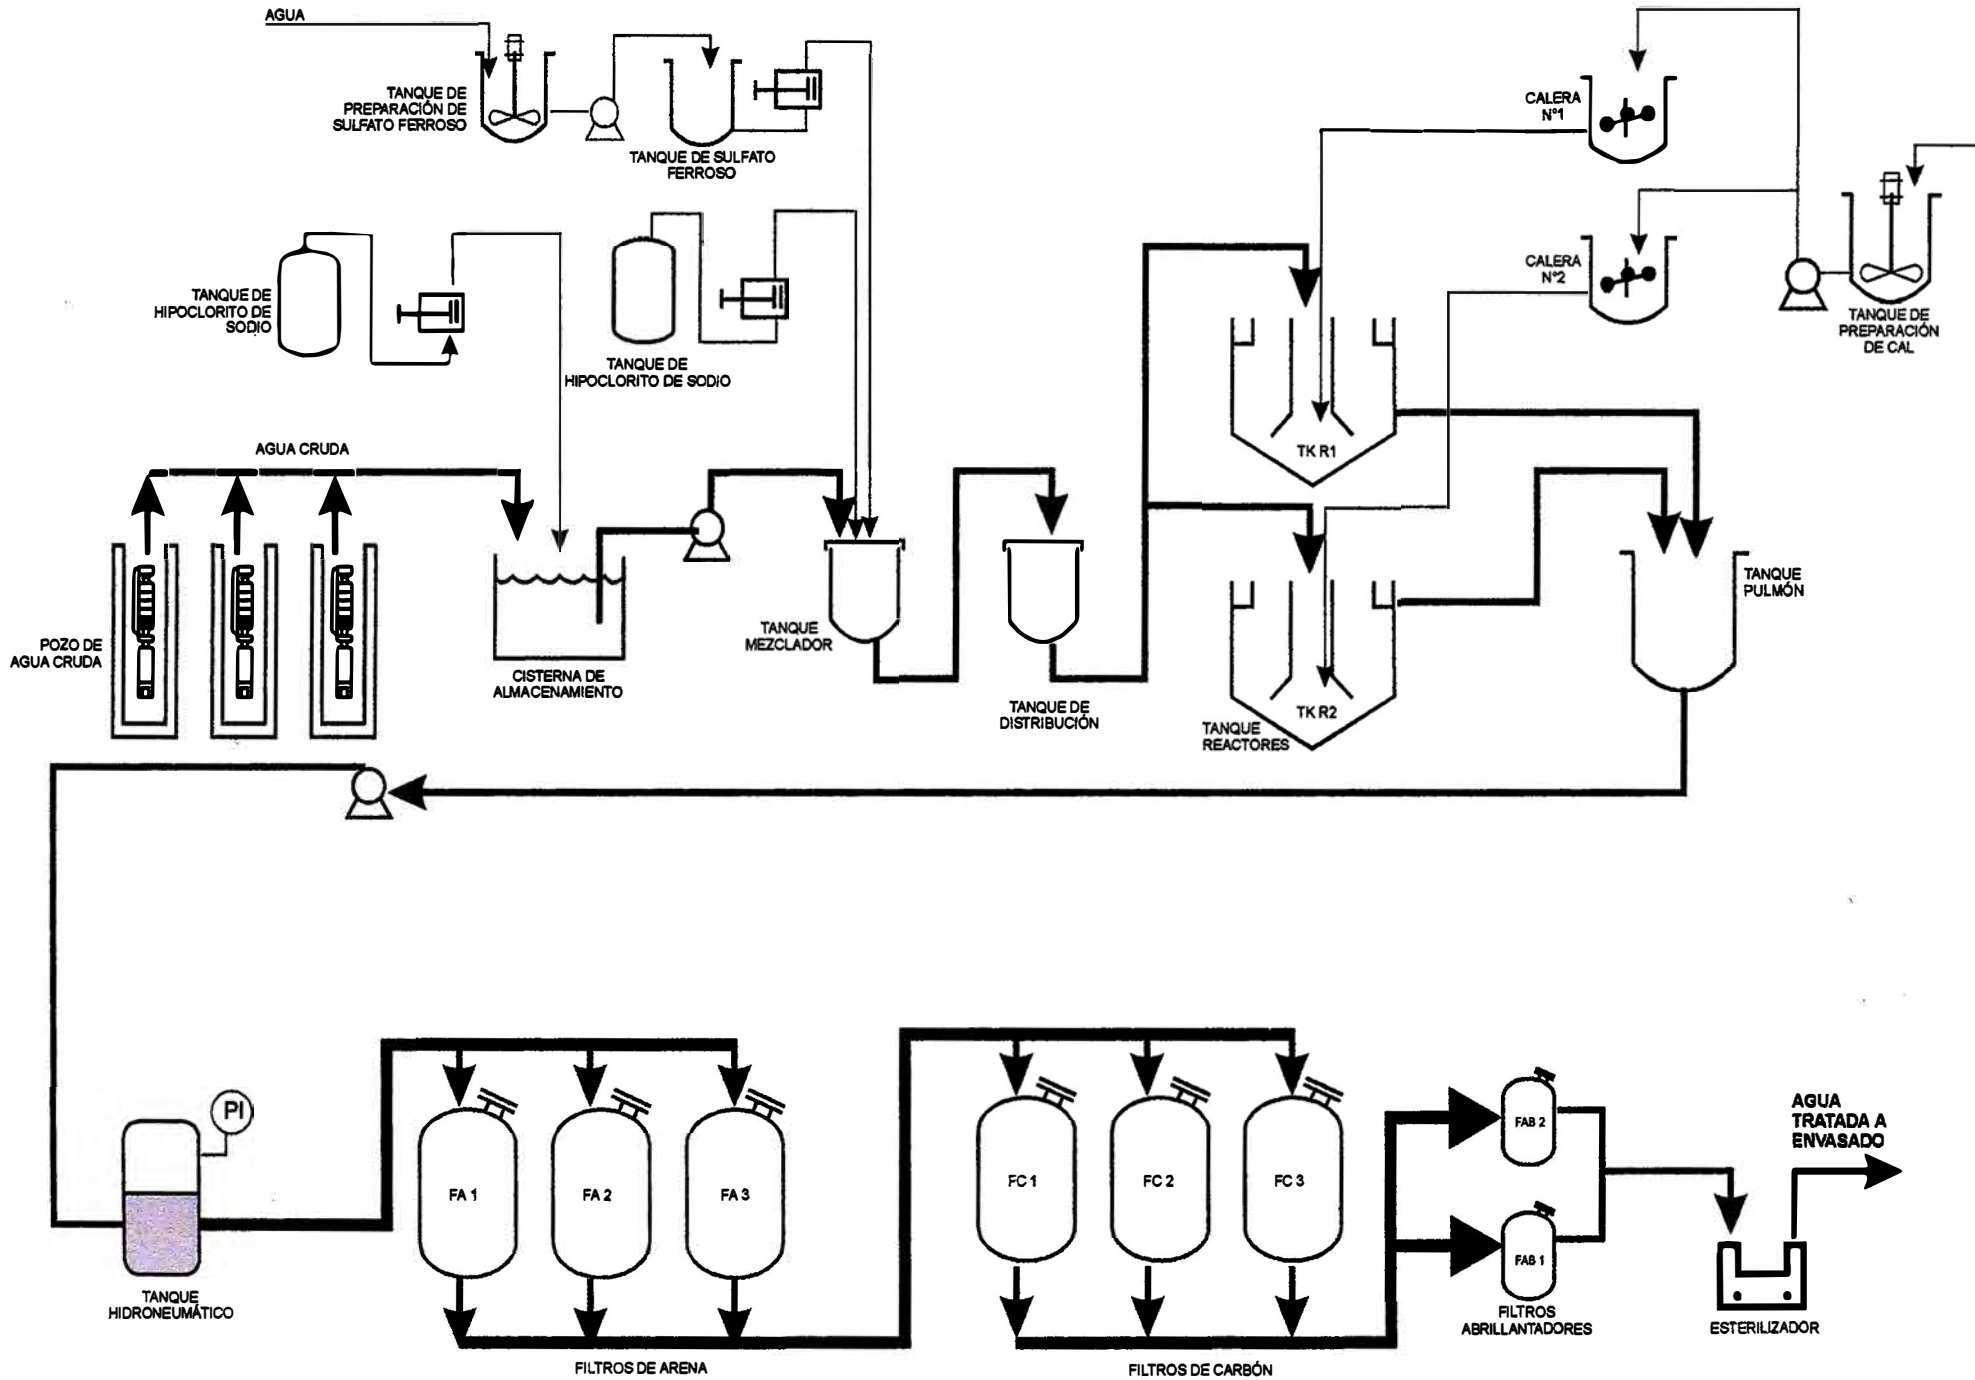 AGUA
TANQUE DE
PREPARACIÓN DE
SULFATO FERROSO
TANQUE DE SULFATO
FERROSO
CALERA
Nº1
CALERA
Nº2
TANQUE DE
PREPARACIÓN
DE CAL
TANQUE DE
HIPOCLORITO DE
SODIO
TANQUE DE
HIPOCLORITO DE SODIO
AGUA CRUDA
TK R1
POZO DE
AGUA CRUDA
CISTERNA DE
ALMACENAMIENTO
TANQUE
MEZCLADOR
TANQUE DE
DISTRIBUCIÓN
TK R2
TANQUE
REACTORES
TANQUE
PULMÓN
PI
TANQUE
HIDRONEUMÁTICO
FA 1
FA 2
FA 3
FILTROS DE ARENA
FC 1
FC 2
FC 3
FILTROS DE CARBÓN
FAB 2
FAB 1
FILTROS
ABRILLANTADORES
AGUA
TRATADA A
ENVASADO
ESTERILIZADOR